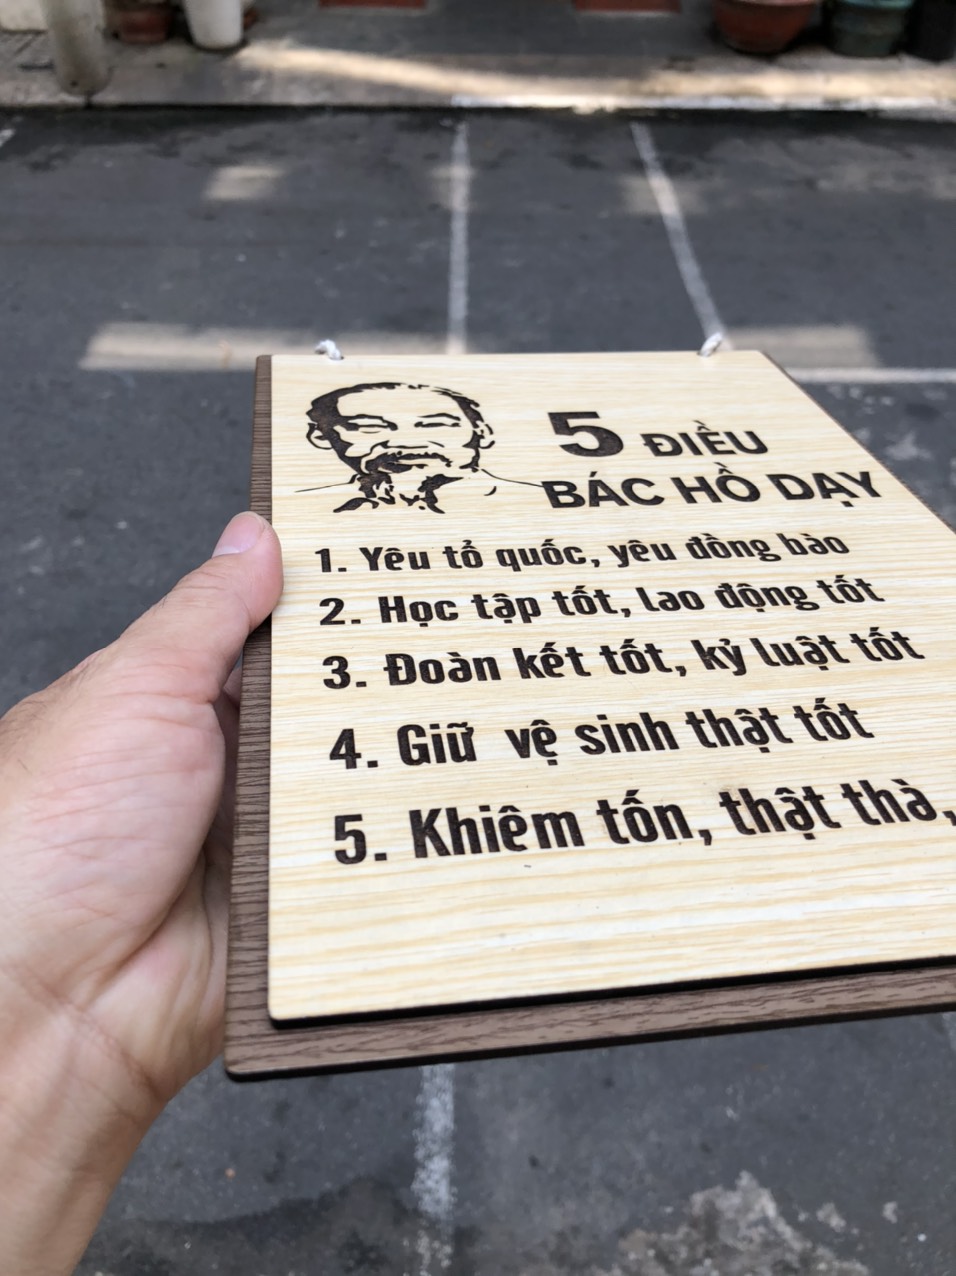 5 ĐIỀU
BÁC HỒ DẠY
1. Yêu tổ quốc, yêu đồng bào
2. Học tập tốt, lao động tốt
3. Đoàn kết tốt, kỷ luật tốt
4. Giữ vệ sinh thật tốt
5. Khiêm tốn, thật thà,